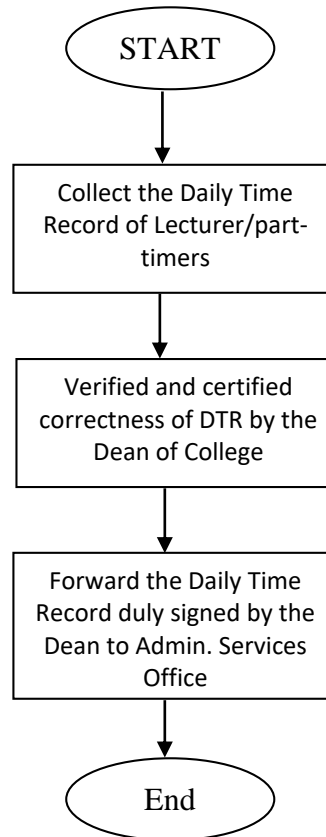 START
Collect the Daily Time
Record of Lecturer/part-
timers
Verified and certified
correctness of DTR by the
Dean of College
Forward the Daily Time
Record duly signed by the
Dean to Admin. Services
Office
End